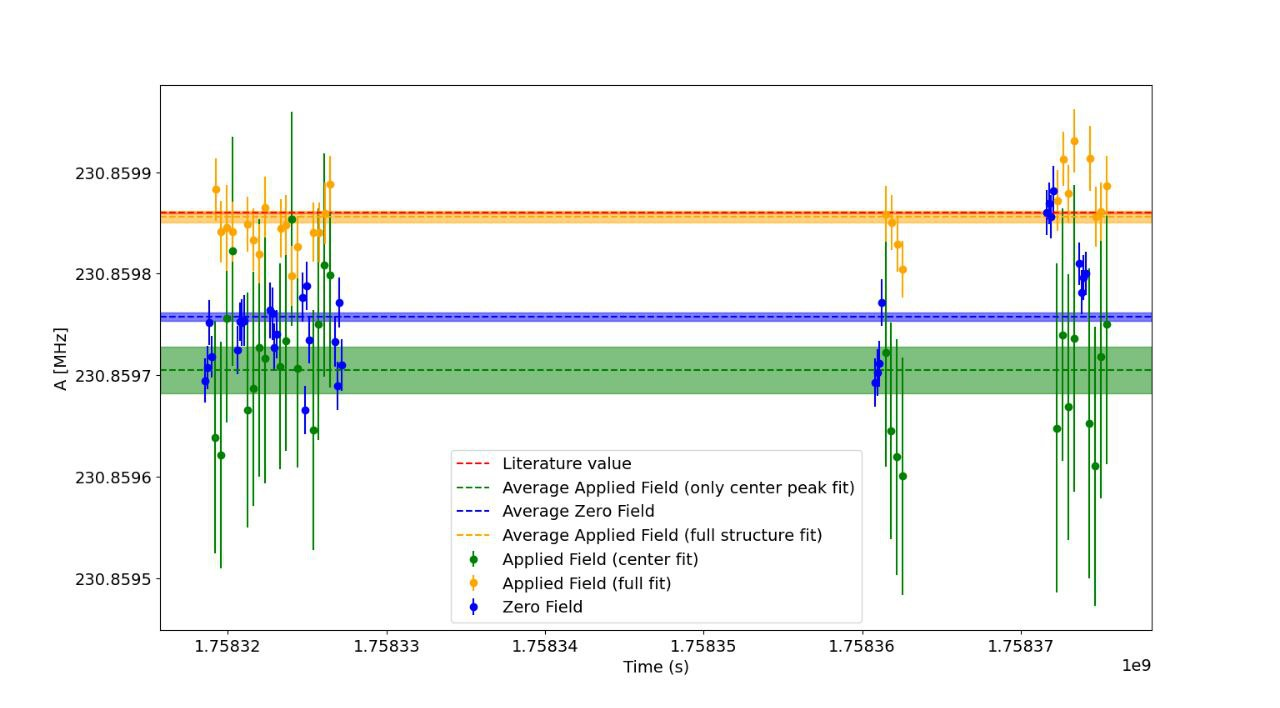 230.8599
230.8598
230.8597
230.8596
230.8595
A [MHz]
Literature value
Average Applied Field (only center peak fit)
Average Zero Field
Average Applied Field (full structure fit)
Applied Field (center fit)
Applied Field (full fit)
Zero Field
1.75832 1.75833 1.75834 1.75835 1.75836 1.75837
Time (s)
1e9